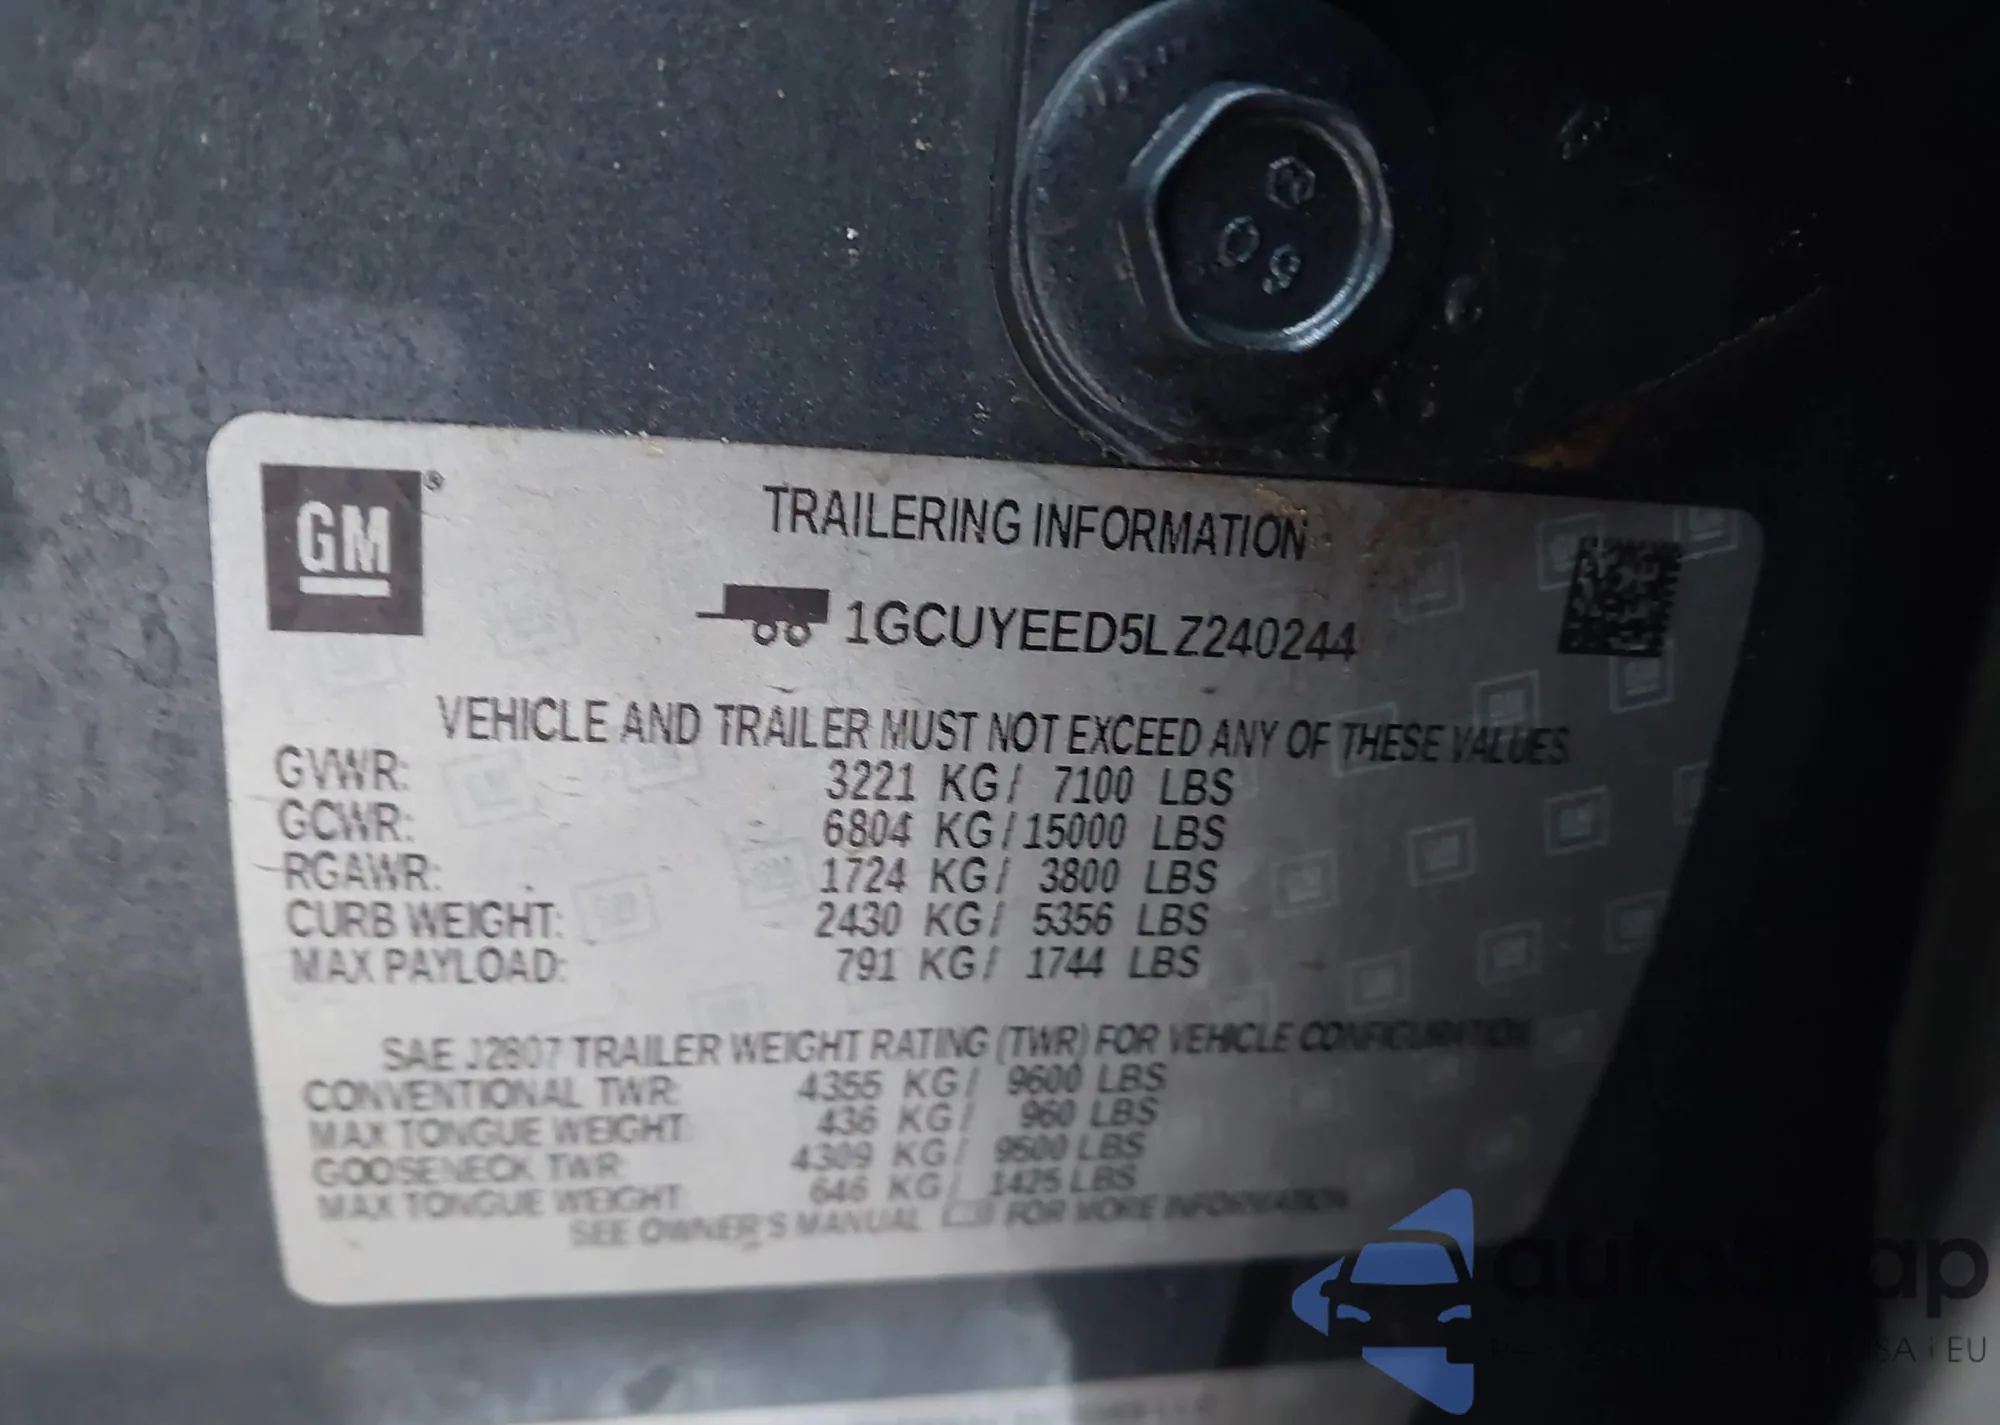 GM®
TRAILERING INFORMATION
1GCUYEED5LZ240244
VEHICLE AND TRAILER MUST NOT EXCEED ANY OF THESE VALUES
GVWR: 3221 KG/ 7100 LBS
GCWR: 6804 KG/15000 LBS
RGAWR: 1724 KG/ 3800 LBS
CURB WEIGHT: 2430 KG/ 5356 LBS
MAX PAYLOAD: 791 KG/ 1744 LBS
SAE J2807 TRAILER WEIGHT RATING (TWR) FOR VEHICLE CONFIGURATION
CONVENTIONAL TWR: 4355 KG/ 9600 LBS
MAX TONGUE WEIGHT: 436 KG/ 960 LBS
GOOSENECK TWR: 4309 KG/ 9500 LBS
MAX TONGUE WEIGHT: 646 KG/ 1425 LBS
SEE OWNER'S MANUAL FOR MORE INFORMATION
autoSnap
USA i EU